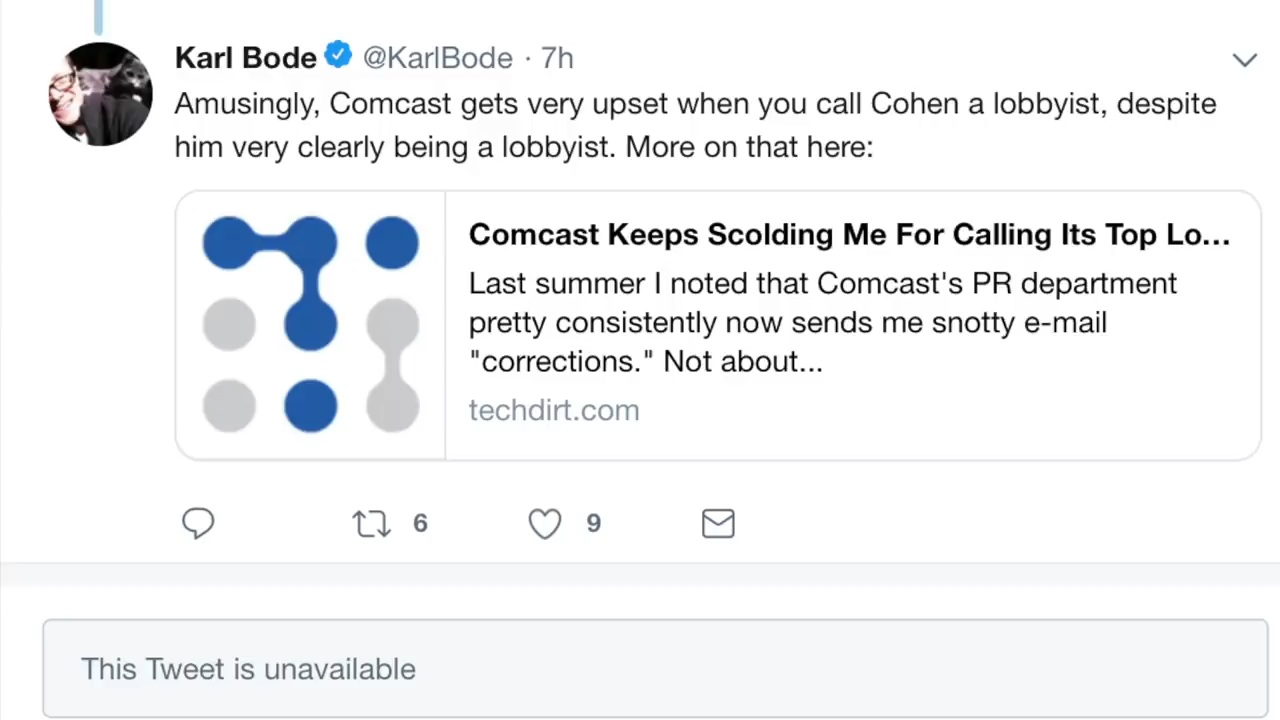 Karl Bode @KarlBode · 7h
Amusingly, Comcast gets very upset when you call Cohen a lobbyist, despite
him very clearly being a lobbyist. More on that here:
Comcast Keeps Scolding Me For Calling Its Top Lo...
Last summer I noted that Comcast's PR department
pretty consistently now sends me snotty e-mail
"corrections." Not about...
techdirt.com
6 9
This Tweet is unavailable